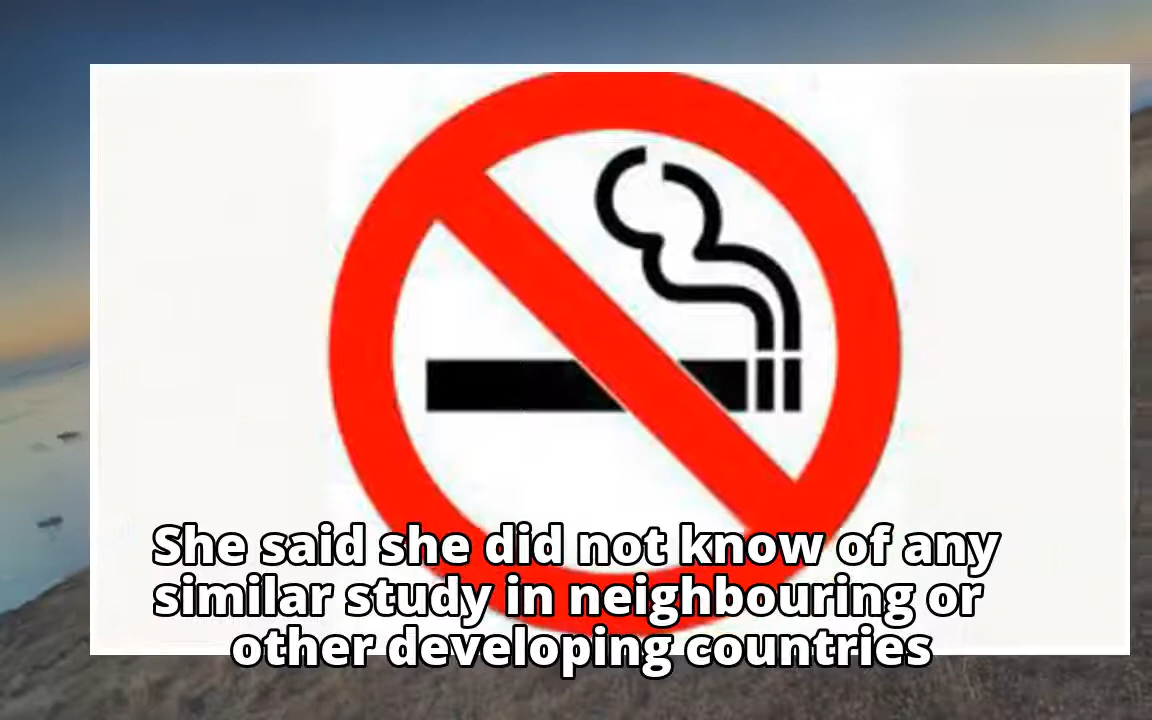 She said she did not know of any
similar study in neighbouring or
other developing countries